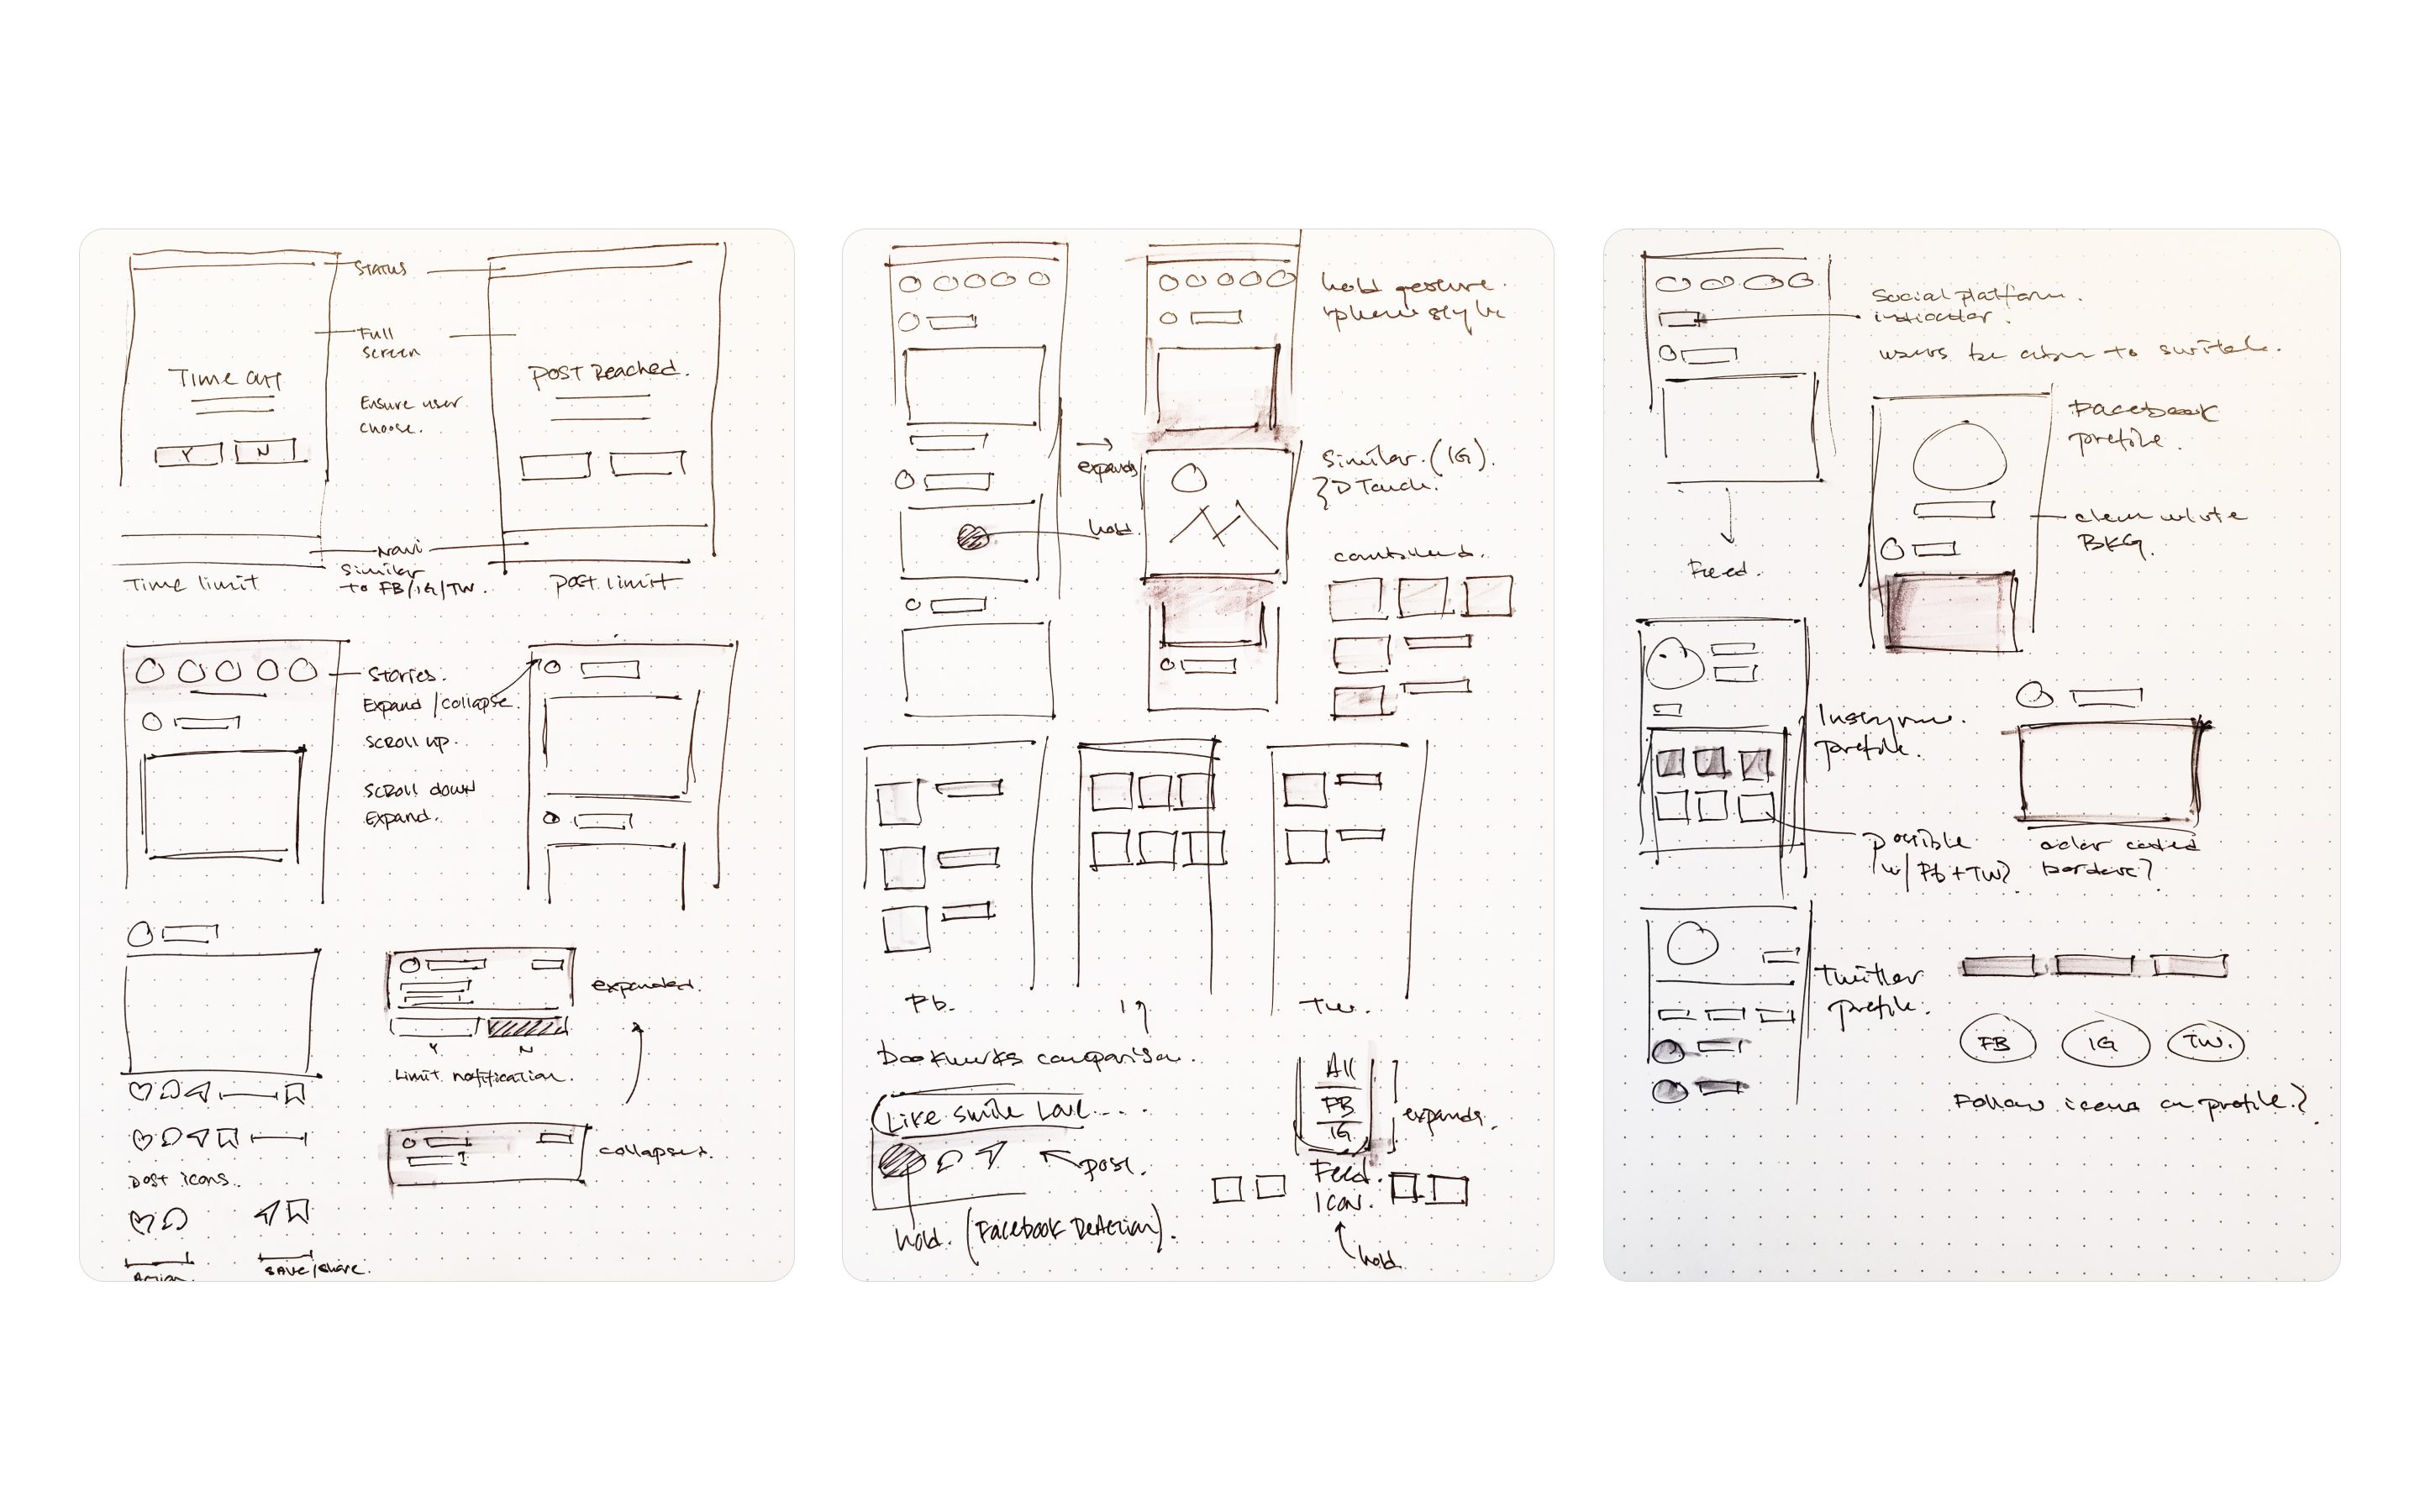 STATUS
Full
screen
Time off
POST Reached.
Ensure user
choose.
Y N
Navi
Similar
to FB/IG/TW.
Time limit
post limit
Stories.
Expand/collapse.
SCROLL UP.
SCROLL down
Expand.
expanded.
Y N
Limit notification.
collapsed.
post icons.
Action
SAVE/share.
hold gesture.
expands
Similar (IG).
3D Touch.
hold
combined.
Fb.
Ig
Tw.
Bookmarks comparison.
Like smile Love...
post.
hold. (Facebook Reaction).
All
FB
IG
expands.
Feed
Icon.
hold
Social platform
indicator.
users be able to switch.
Feed.
Facebook
profile.
clean white
BKG.
Instagram
profile.
possible
w/ Fb + TW?
color coded
borders?
Twitter
profile.
FB IG TW.
Follow icons on profile?